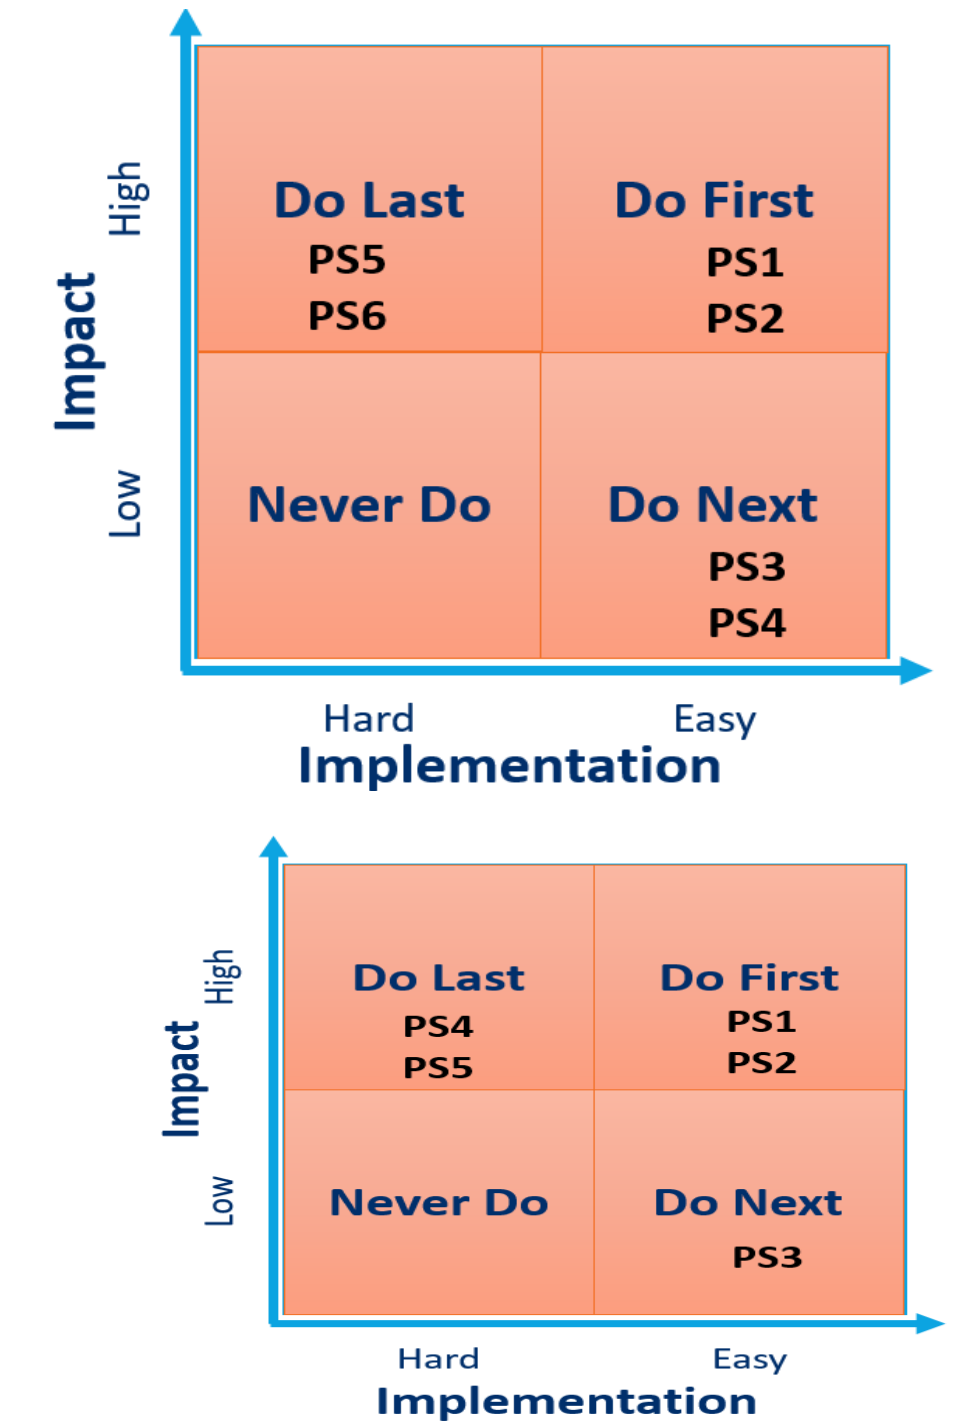 High
Impact
Low
Do Last
PS5
PS6
Do First
PS1
PS2
Never Do
Do Next
PS3
PS4
Hard
Easy
Implementation
High
Impact
Low
Do Last
PS4
PS5
Do First
PS1
PS2
Never Do
Do Next
PS3
Hard
Easy
Implementation